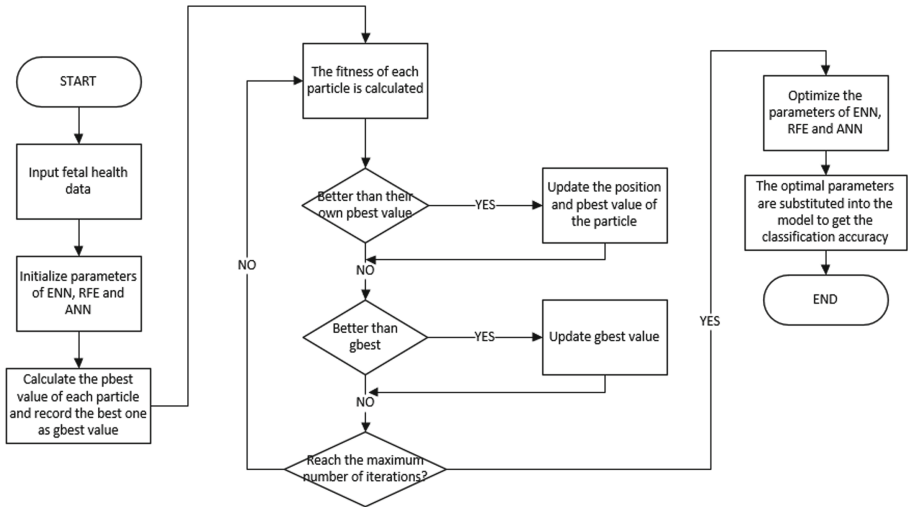 START
Input fetal health
data
Initialize parameters
of ENN, RFE and
ANN
Calculate the pbest
value of each particle
and record the best one
as gbest value
The fitness of each
particle is calculated
Better than their
own pbest value
YES
Update the position
and pbest value of
the particle
NO
Better than
gbest
YES
Update gbest value
NO
Reach the maximum
number of iterations?
NO
YES
Optimize the
parameters of ENN,
RFE and ANN
The optimal parameters
are substituted into the
model to get the
classification accuracy
END